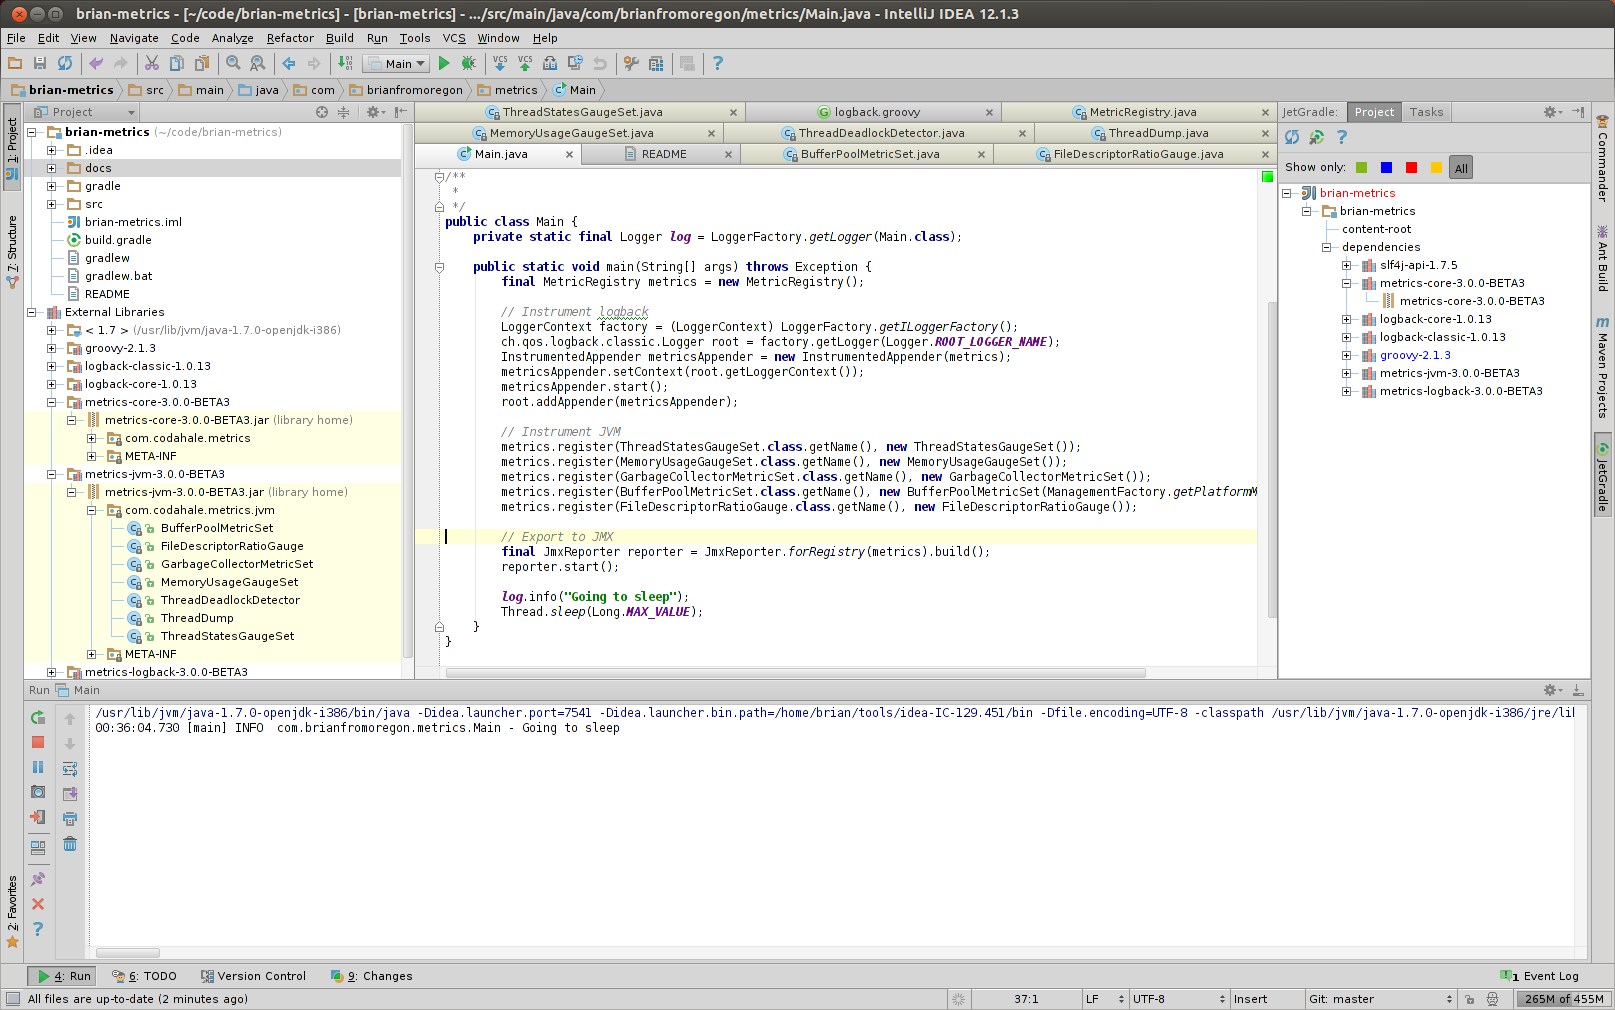 brian-metrics - [~/code/brian-metrics] - [brian-metrics] - .../src/main/java/com/brianfromoregon/metrics/Main.java - IntelliJ IDEA 12.1.3
File Edit View Navigate Code Analyze Refactor Build Run Tools VCS Window Help
Main
brian-metrics src main java com brianfromoregon metrics Main
Project
1: Project
7: Structure
2: Favorites
brian-metrics (~/code/brian-metrics)
.idea
docs
gradle
src
brian-metrics.iml
build.gradle
gradlew
gradlew.bat
README
External Libraries
< 1.7 > (/usr/lib/jvm/java-1.7.0-openjdk-i386)
groovy-2.1.3
logback-classic-1.0.13
logback-core-1.0.13
metrics-core-3.0.0-BETA3
metrics-core-3.0.0-BETA3.jar (library home)
com.codahale.metrics
META-INF
metrics-jvm-3.0.0-BETA3
metrics-jvm-3.0.0-BETA3.jar (library home)
com.codahale.metrics.jvm
BufferPoolMetricSet
FileDescriptorRatioGauge
GarbageCollectorMetricSet
MemoryUsageGaugeSet
ThreadDeadlockDetector
ThreadDump
ThreadStatesGaugeSet
META-INF
metrics-logback-3.0.0-BETA3
ThreadStatesGaugeSet.java logback.groovy MetricRegistry.java
MemoryUsageGaugeSet.java ThreadDeadlockDetector.java ThreadDump.java
Main.java README BufferPoolMetricSet.java FileDescriptorRatioGauge.java
/**
*
*/
public class Main {
private static final Logger log = LoggerFactory.getLogger(Main.class);
public static void main(String[] args) throws Exception {
final MetricRegistry metrics = new MetricRegistry();
// Instrument logback
LoggerContext factory = (LoggerContext) LoggerFactory.getILoggerFactory();
ch.qos.logback.classic.Logger root = factory.getLogger(Logger.ROOT_LOGGER_NAME);
InstrumentedAppender metricsAppender = new InstrumentedAppender(metrics);
metricsAppender.setContext(root.getLoggerContext());
metricsAppender.start();
root.addAppender(metricsAppender);
// Instrument JVM
metrics.register(ThreadStatesGaugeSet.class.getName(), new ThreadStatesGaugeSet());
metrics.register(MemoryUsageGaugeSet.class.getName(), new MemoryUsageGaugeSet());
metrics.register(GarbageCollectorMetricSet.class.getName(), new GarbageCollectorMetricSet());
metrics.register(BufferPoolMetricSet.class.getName(), new BufferPoolMetricSet(ManagementFactory.getPlatformM
metrics.register(FileDescriptorRatioGauge.class.getName(), new FileDescriptorRatioGauge());
// Export to JMX
final JmxReporter reporter = JmxReporter.forRegistry(metrics).build();
reporter.start();
log.info("Going to sleep");
Thread.sleep(Long.MAX_VALUE);
}
}
JetGradle: Project Tasks
Show only: All
brian-metrics
brian-metrics
content-root
dependencies
slf4j-api-1.7.5
metrics-core-3.0.0-BETA3
metrics-core-3.0.0-BETA3
logback-core-1.0.13
logback-classic-1.0.13
groovy-2.1.3
metrics-jvm-3.0.0-BETA3
metrics-logback-3.0.0-BETA3
Commander
Ant Build
Maven Projects
JetGradle
Run Main
/usr/lib/jvm/java-1.7.0-openjdk-i386/bin/java -Didea.launcher.port=7541 -Didea.launcher.bin.path=/home/brian/tools/idea-IC-129.451/bin -Dfile.encoding=UTF-8 -classpath /usr/lib/jvm/java-1.7.0-openjdk-i386/jre/lib
00:36:04.730 [main] INFO com.brianfromoregon.metrics.Main - Going to sleep
4: Run 6: TODO Version Control 9: Changes 1 Event Log
All files are up-to-date (2 minutes ago) 37:1 LF UTF-8 Insert Git: master 265M of 455M